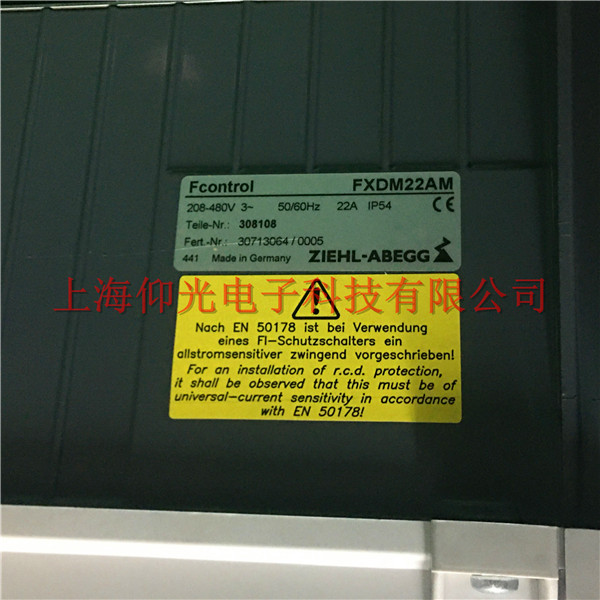 Fcontrol FXDM22AM
208-480V 3~ 50/60Hz 22A IP54 CE
Teile-Nr.: 308108
Fert.-Nr.: 30713064 / 0005
441 Made in Germany ZIEHL-ABEGG
上海仰光电子科技有限公司
Nach EN 50178 ist bei Verwendung
eines FI-Schutzschalters ein
allstromsensitiver zwingend vorgeschrieben!
For an installation of r.c.d. protection,
it shall be observed that this must be of
universal-current sensitivity in accordance
with EN 50178!